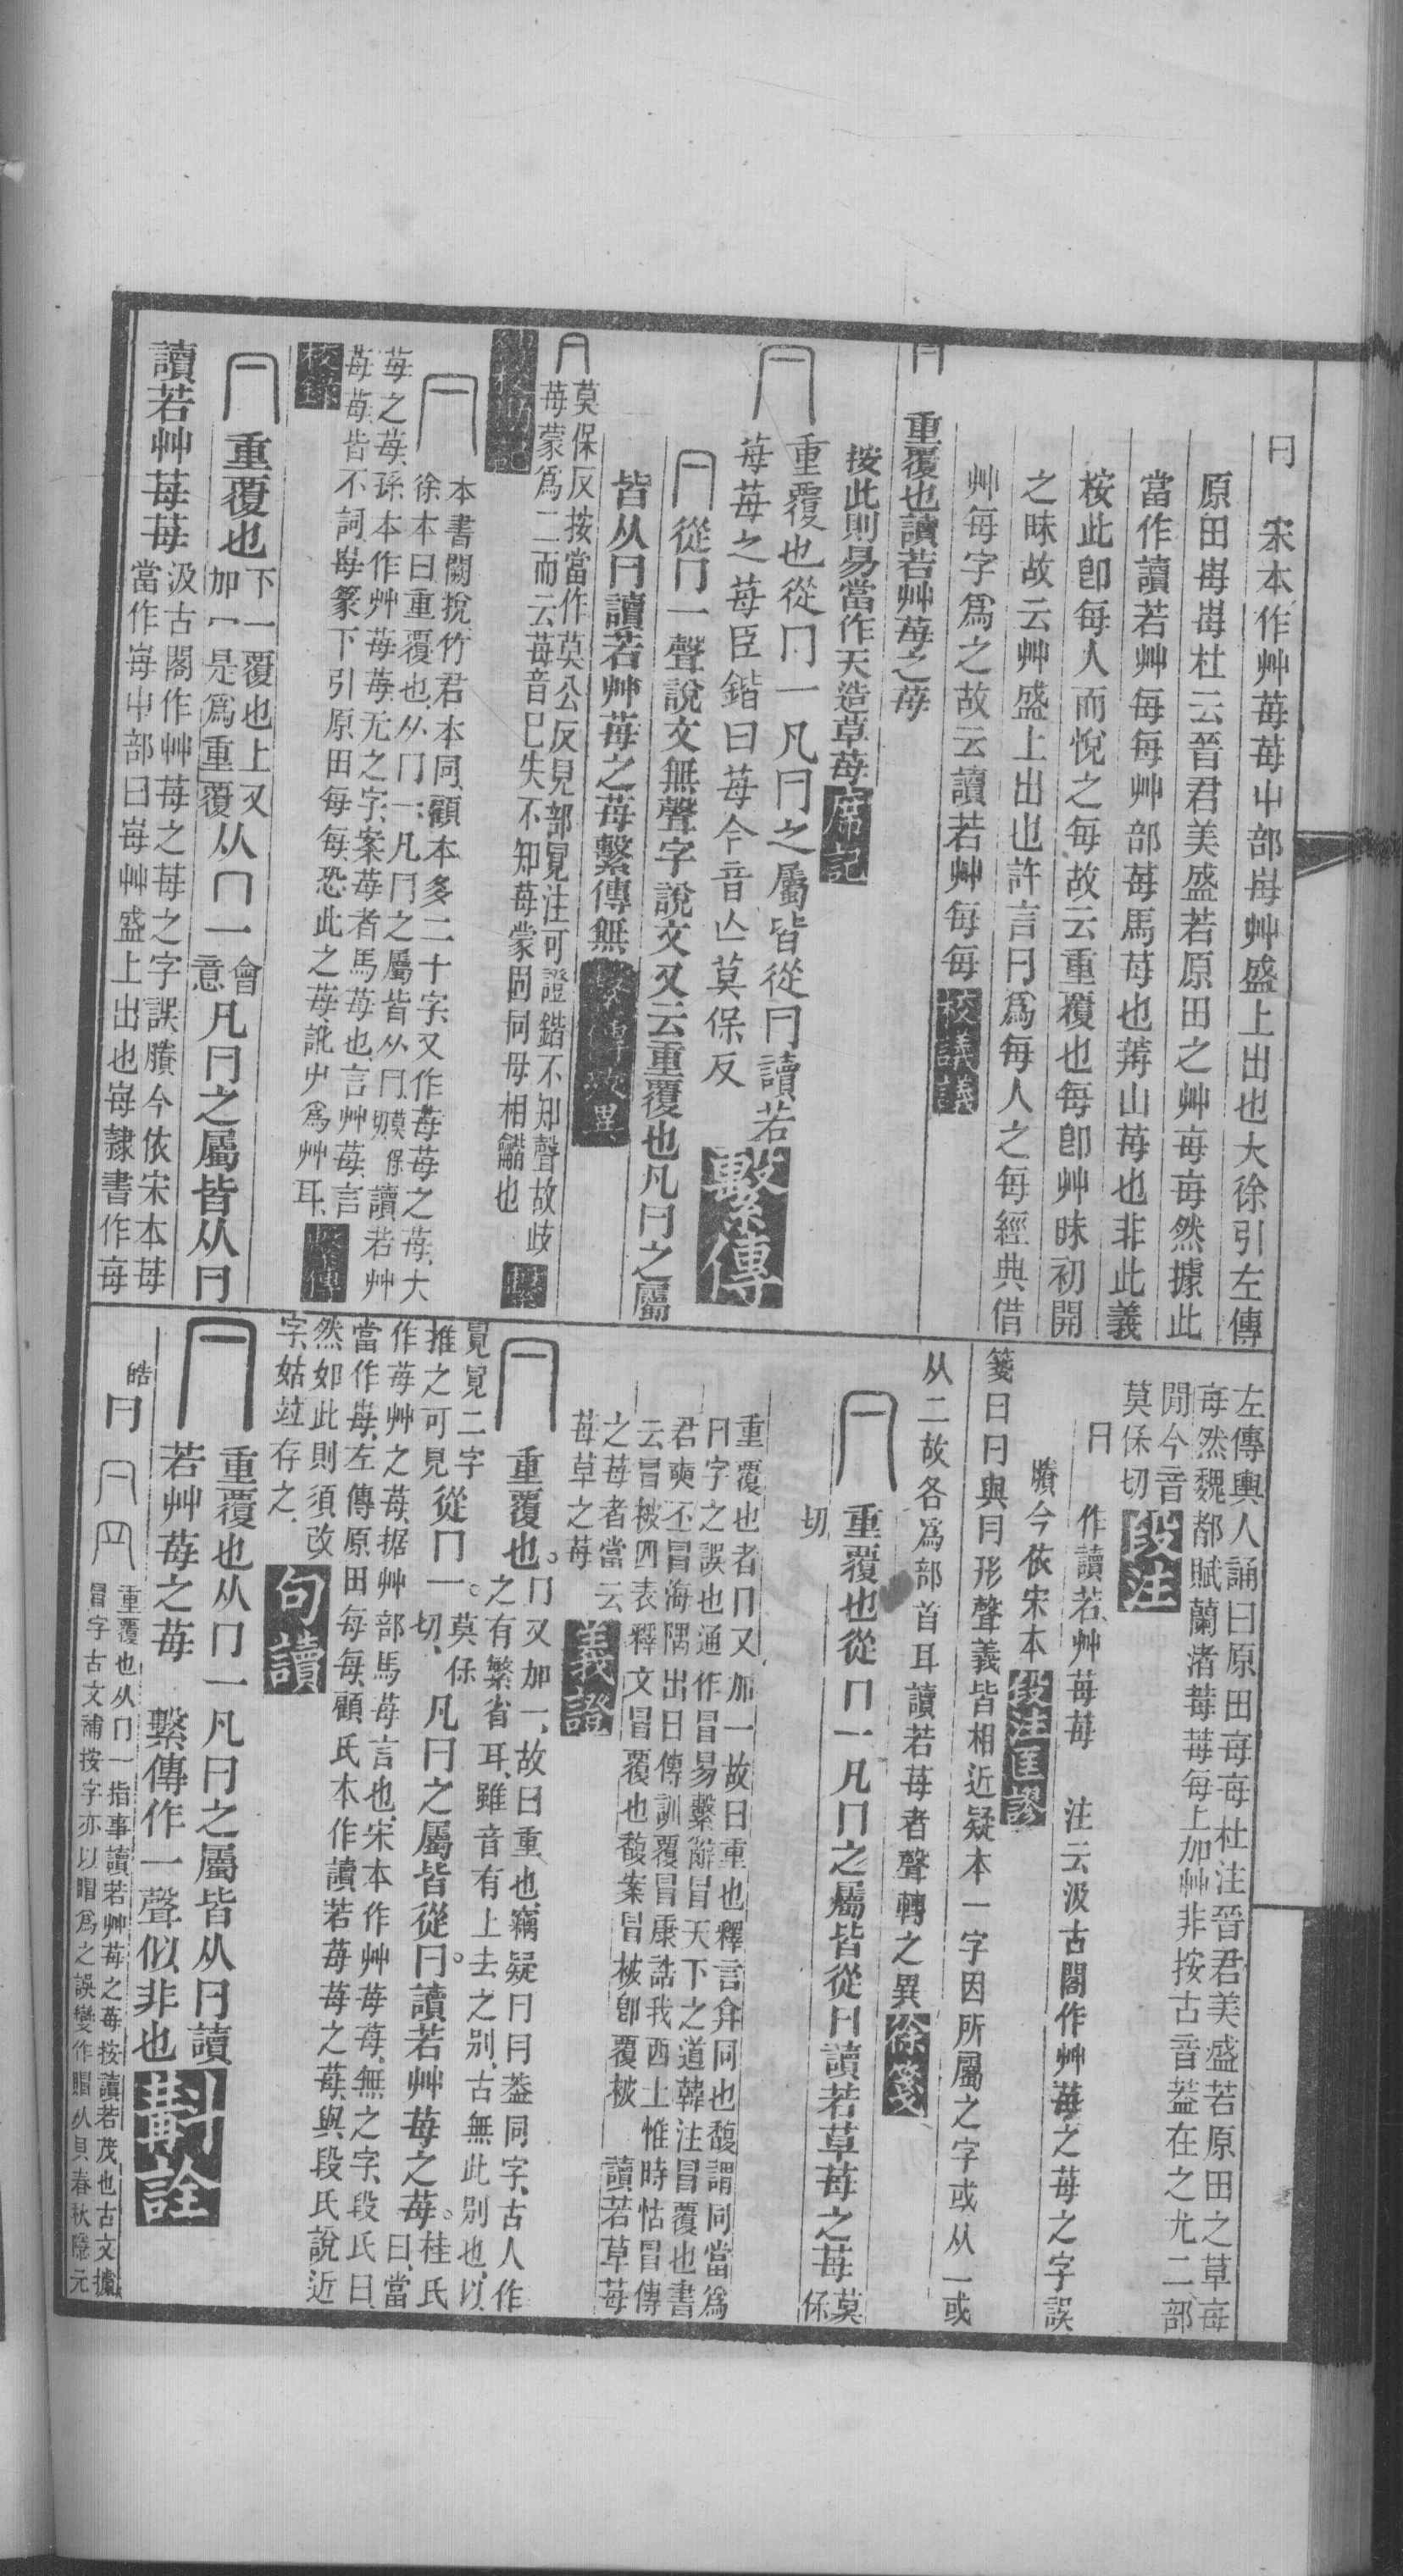 冃
宋本作艸苺苺屮部𡴕艸盛上出也大徐引左傳
原田𡴕𡴕杜云晉君美盛若原田之艸每每然據此
當作讀若艸每每艸部苺馬苺也蒋山苺也非此義
桉此卽每人而悅之每故云重覆也每卽艸昧初開
之昧故云艸盛上出也許言冃爲每人之每經典借
艸每字爲之故云讀若艸每每校議議
冃
重覆也讀若艸苺之苺
按此則易當作天造草苺席記
冃
重覆也從冂一凡冃之屬皆從冃讀若
苺苺之苺臣鍇曰苺今音亾莫保反
繫傳
冃從冂一聲說文無聲字說文又云重覆也凡冃之屬
皆从冃讀若艸苺之苺繫傳無
冃
莫保反按當作莫公反見部冕注可證鍇不知聲故歧
苺蒙爲二而云苺音巳失不知苺蒙固同母相轉也
繫傳校勘記
冃
本書闕挩竹君本同顧本多二十字又作苺苺之苺大
徐本曰重覆也从冂一凡冃之屬皆从冃莫保讀若艸
苺之苺孫本作艸苺苺无之字案苺者馬苺也言艸苺言
苺苺皆不詞𡴕篆下引原田每每恐此之苺訛屮爲艸耳
繫傳
校錄
冃
重覆也下一覆也上又
加冖是爲重覆从冂一會
意凡冃之屬皆从冃
讀若艸苺苺汲古閣作艸苺之苺之字誤賸今依宋本苺
當作𡴕屮部曰𡴕艸盛上出也𡴕隸書作每
左傳輿人誦曰原田每每杜注晉君美盛若原田之草每
每然魏都賦蘭渚苺苺每上加艸非按古音葢在之尤二部
閒今音
莫保切段注
冃
作讀若艸苺苺 注云汲古閣作艸苺之苺之字誤
賸今依宋本段注匡謬
箋曰冃與冃形聲義皆相近疑本一字因所屬之字或从一或
从二故各爲部首耳讀若苺者聲轉之異徐箋
冃
重覆也從冂一凡冃之屬皆從冃讀若草苺之苺莫保
切
重覆也者冂又加一故曰重也釋言弇同也馥謂同當爲
冃字之誤也通作冒易繫辭冒天下之道韓注冒覆也書
君奭丕冒海隅出日傳訓覆冒康誥我西土惟時怙冒傳
云冒被四表釋文冒覆也馥案冒被卽覆被 讀若草苺
之苺者當云
苺草之苺
義證
冃
重覆也。冂又加一、故曰重也、竊疑冃冃葢同字、古人作
之有繁省耳、雖音有上去之別、古無此別也、以
冕冕二字
推之可見從冂一。莫保
切、凡冃之屬皆從冃。讀若艸苺之苺。桂氏
曰、當
作苺艸之苺、据艸部馬苺言也、宋本作艸苺苺、無之字、段氏曰、
當作𡴕、左傳原田每每、顧氏本作讀若苺苺之苺、與段氏說近
然如此則須改
字、姑竝存之、
句讀
冃
重覆也从冂一凡冃之屬皆从冃讀
若艸苺之苺 繫傳作一聲似非也
斠詮
皓
冃
重覆也从冂一指事讀若艸苺之苺按讀若茂也古文據
冒字古文補按字亦以帽爲之誤變作賵从貝春秋隱元